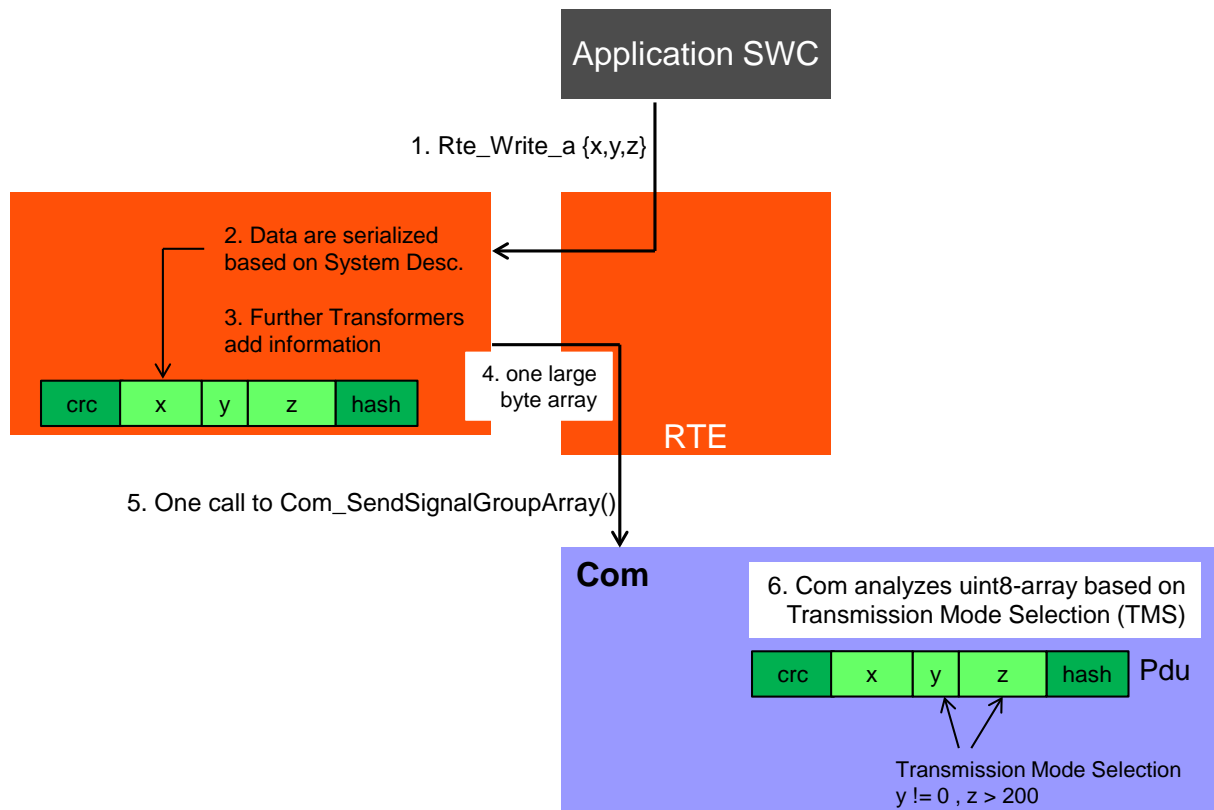 Application SWC
1. Rte_Write_a {x,y,z}
2. Data are serialized
based on System Desc.
3. Further Transformers
add information
crc x y z hash
4. one large
byte array
RTE
5. One call to Com_SendSignalGroupArray()
Com
6. Com analyzes uint8-array based on
Transmission Mode Selection (TMS)
crc x y z hash Pdu
Transmission Mode Selection
y != 0 , z > 200